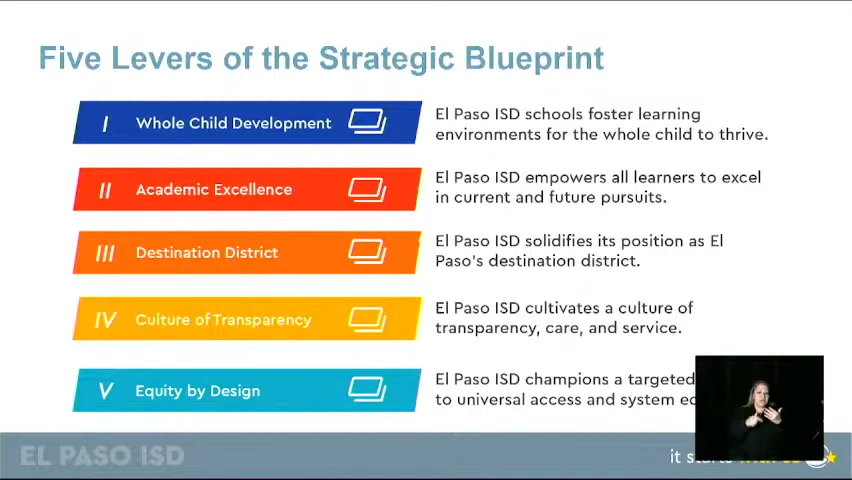 Five Levers of the Strategic Blueprint
I Whole Child Development
El Paso ISD schools foster learning
environments for the whole child to thrive.
II Academic Excellence
El Paso ISD empowers all learners to excel
in current and future pursuits.
III Destination District
El Paso ISD solidifies its position as El
Paso's destination district.
IV Culture of Transparency
El Paso ISD cultivates a culture of
transparency, care, and service.
V Equity by Design
El Paso ISD champions a targeted
to universal access and system
EL PASO ISD
it